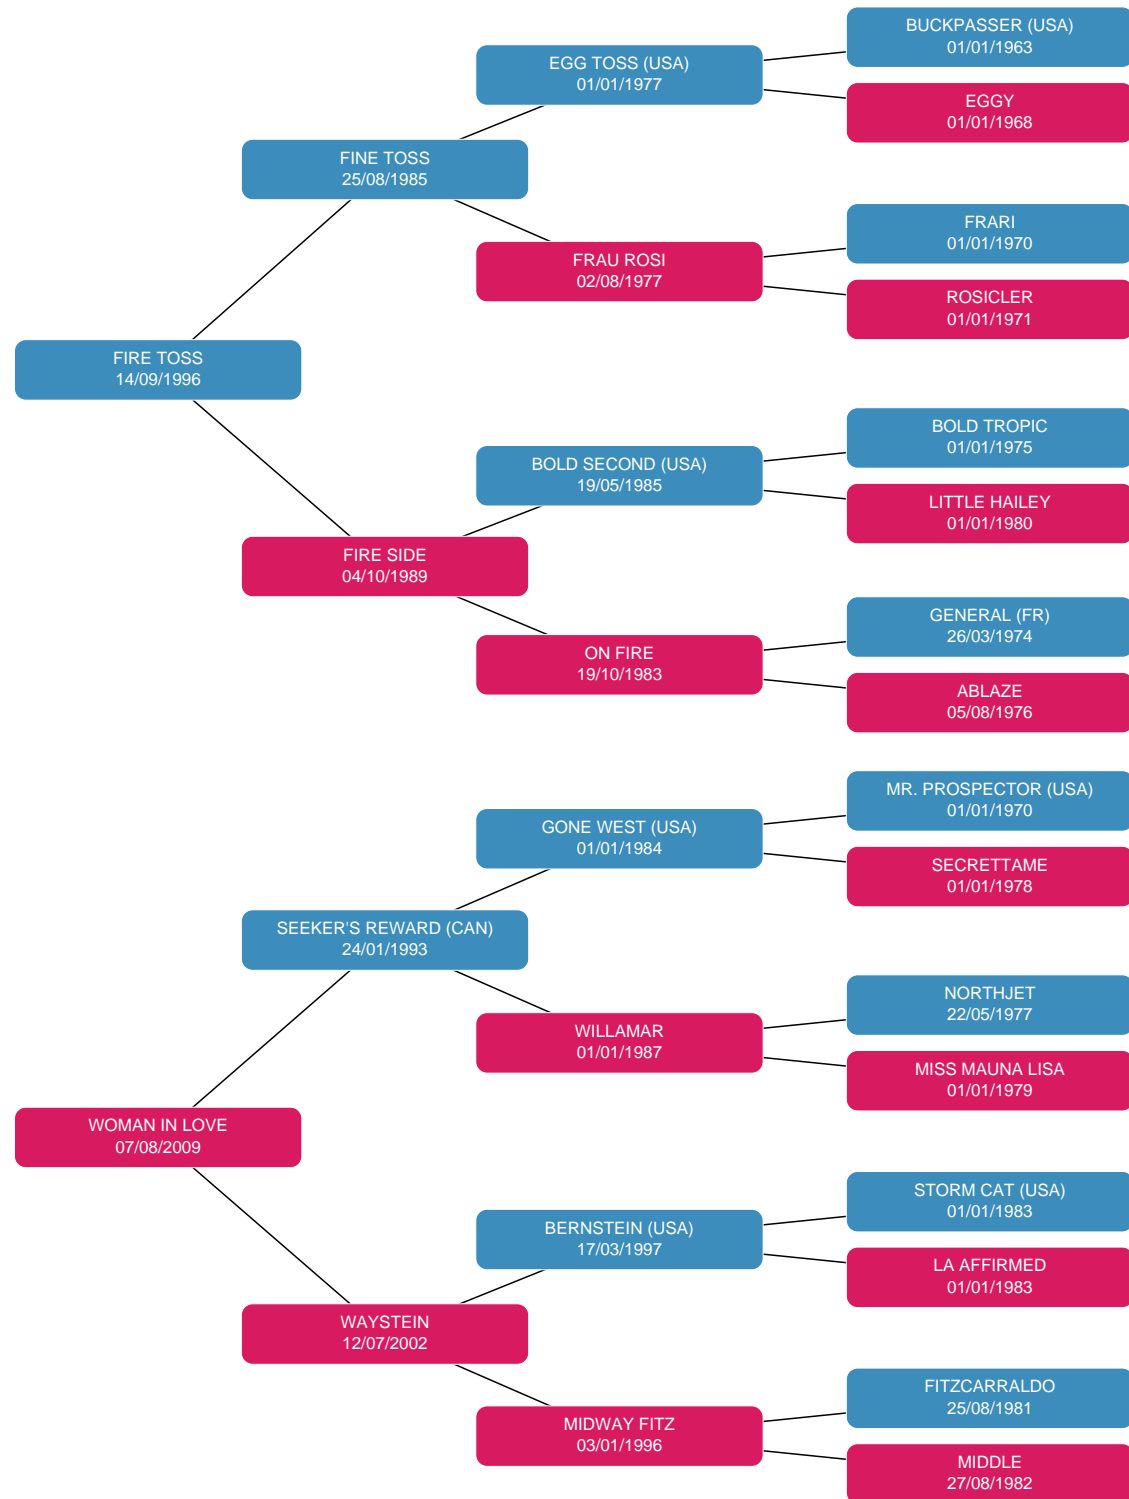 BUCKPASSER (USA)
01/01/1963
EGG TOSS (USA)
01/01/1977
EGGY
01/01/1968
FINE TOSS
25/08/1985
FRARI
01/01/1970
FRAU ROSI
02/08/1977
ROSICLER
01/01/1971
FIRE TOSS
14/09/1996
BOLD TROPIC
01/01/1975
BOLD SECOND (USA)
19/05/1985
LITTLE HAILEY
01/01/1980
FIRE SIDE
04/10/1989
GENERAL (FR)
26/03/1974
ON FIRE
19/10/1983
ABLAZE
05/08/1976
MR. PROSPECTOR (USA)
01/01/1970
GONE WEST (USA)
01/01/1984
SECRETTAME
01/01/1978
SEEKER'S REWARD (CAN)
24/01/1993
NORTHJET
22/05/1977
WILLAMAR
01/01/1987
MISS MAUNA LISA
01/01/1979
WOMAN IN LOVE
07/08/2009
STORM CAT (USA)
01/01/1983
BERNSTEIN (USA)
17/03/1997
LA AFFIRMED
01/01/1983
WAYSTEIN
12/07/2002
FITZCARRALDO
25/08/1981
MIDWAY FITZ
03/01/1996
MIDDLE
27/08/1982